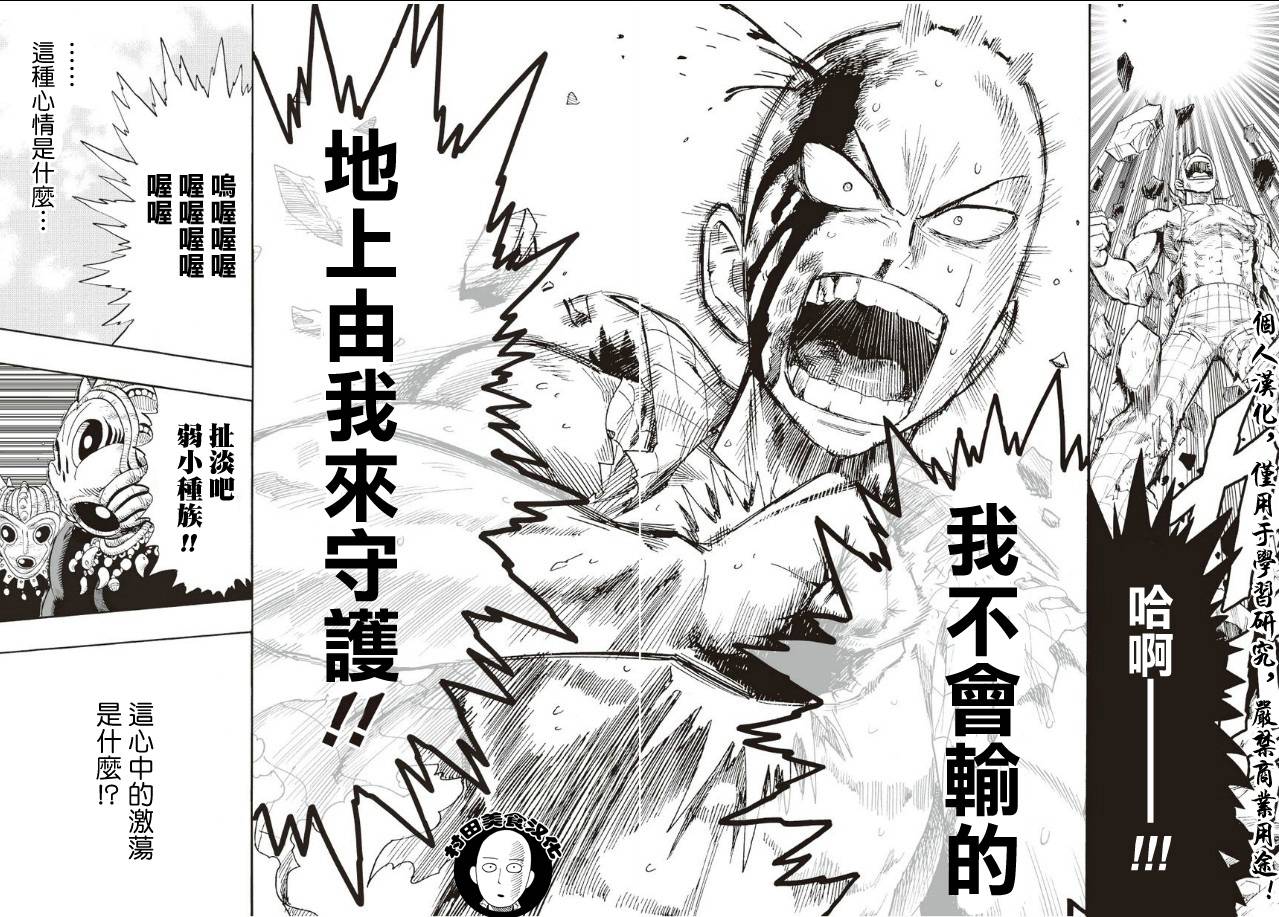 個人漢化，僅用于學習研究，嚴禁商業用途！
哈啊——!!!
我不會輸的
地上由我來守護!!
村田美食汉化
嗚喔喔喔
喔喔喔喔
喔喔
……
這種心情是什麼…
扯淡吧
弱小種族!!
這心中的激蕩
是什麼!?